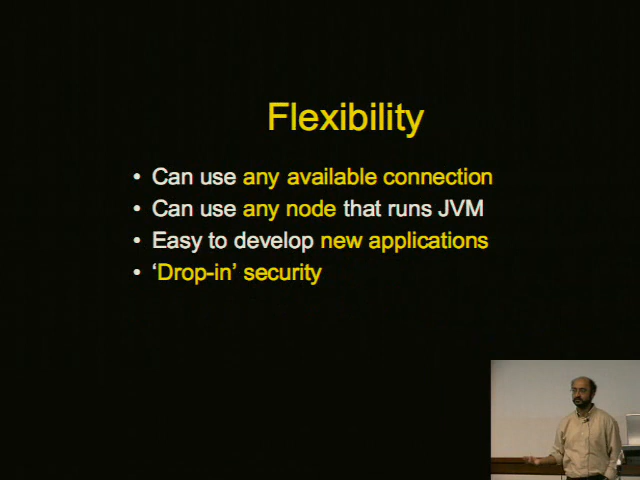 Flexibility
• Can use any available connection
• Can use any node that runs JVM
• Easy to develop new applications
• ‘Drop-in’ security